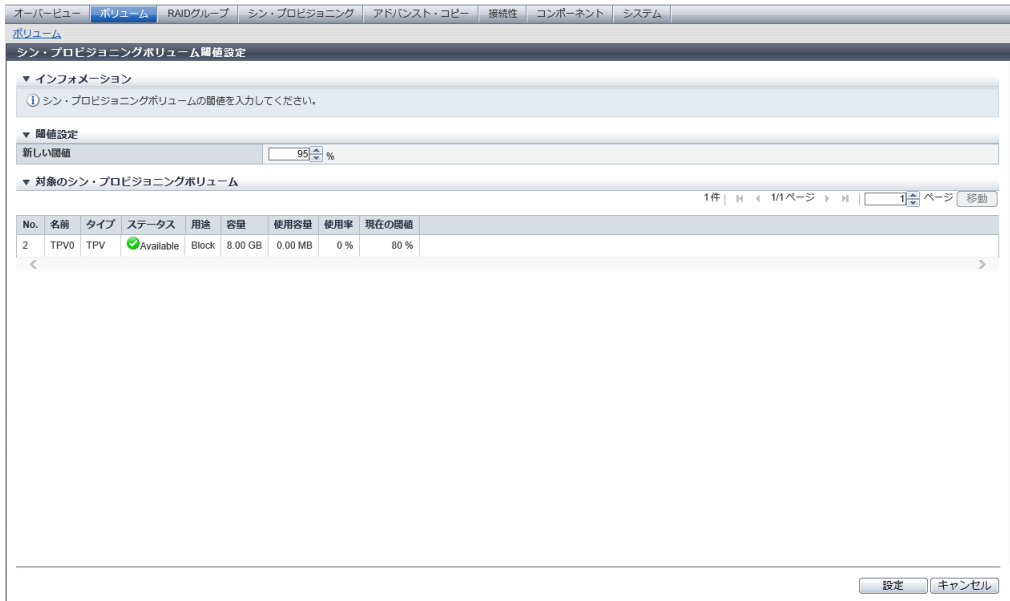 オーバービュー ボリューム RAIDグループ シン・プロビジョニング アドバンスト・コピー 接続性 コンポーネント システム
ボリューム
シン・プロビジョニングボリューム閾値設定
▼ インフォメーション
シン・プロビジョニングボリュームの閾値を入力してください。
▼ 閾値設定
新しい閾値 95 %
▼ 対象のシン・プロビジョニングボリューム
1件 | 1/1ページ | 1 ページ 移動
No. 名前 タイプ ステータス 用途 容量 使用容量 使用率 現在の閾値
2 TPV0 TPV Available Block 8.00 GB 0.00 MB 0 % 80 %
設定 キャンセル